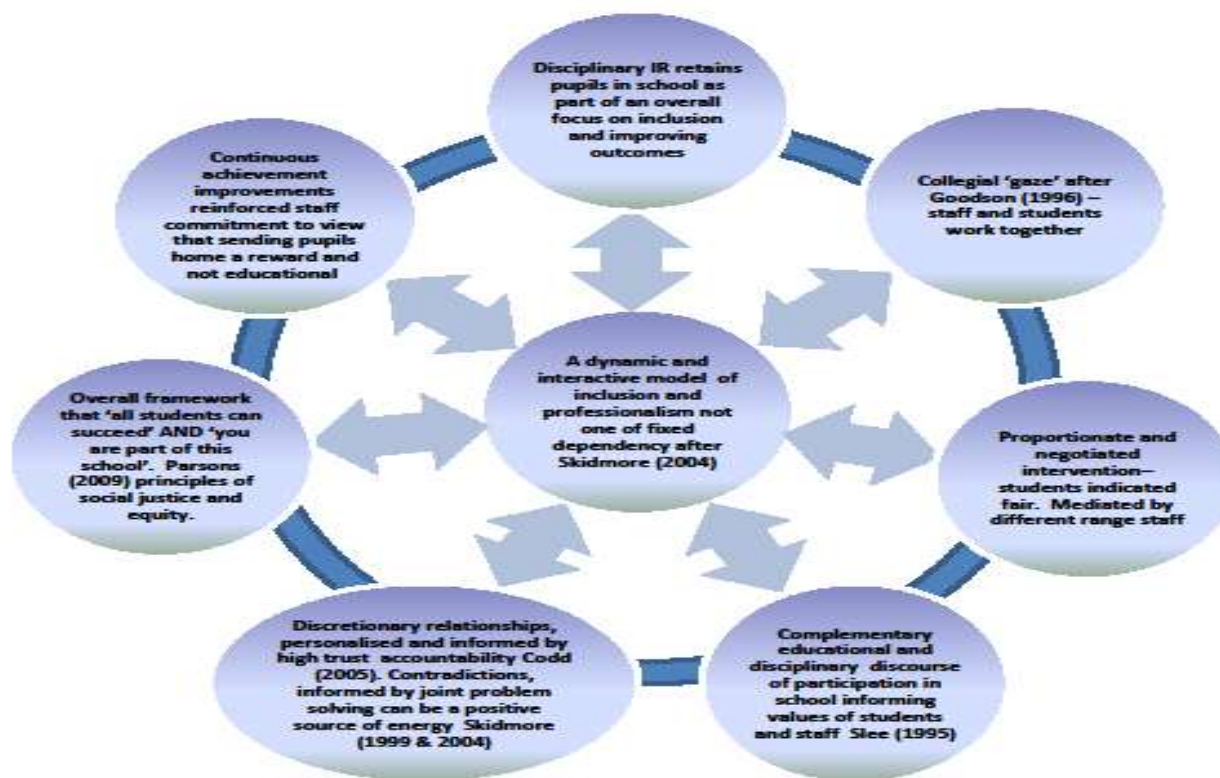 Disciplinary IR retains
pupils in school as
part of an overall
focus on inclusion
and improving
outcomes
Collegial ‘gaze’ after
Goodson (1996) –
staff and students
work together
Proportionate and
negotiated
intervention–
students indicated
fair. Mediated by
different range staff
Complementary
educational and
disciplinary discourse
of participation in
school informing
values of students
and staff Slee (1995)
Discretionary relationships,
personalised and informed by
high trust accountability Codd
(2005). Contradictions,
informed by joint problem
solving can be a positive
source of energy Skidmore
(1999 & 2004)
Overall framework
that ‘all students can
succeed’ AND ‘you
are part of this
school’. Parsons
(2009) principles of
social justice and
equity.
Continuous
achievement
improvements
reinforced staff
commitment to view
that sending pupils
home a reward and
not educational
A dynamic and
interactive model of
inclusion and
professionalism not
one of fixed
dependency after
Skidmore (2004)